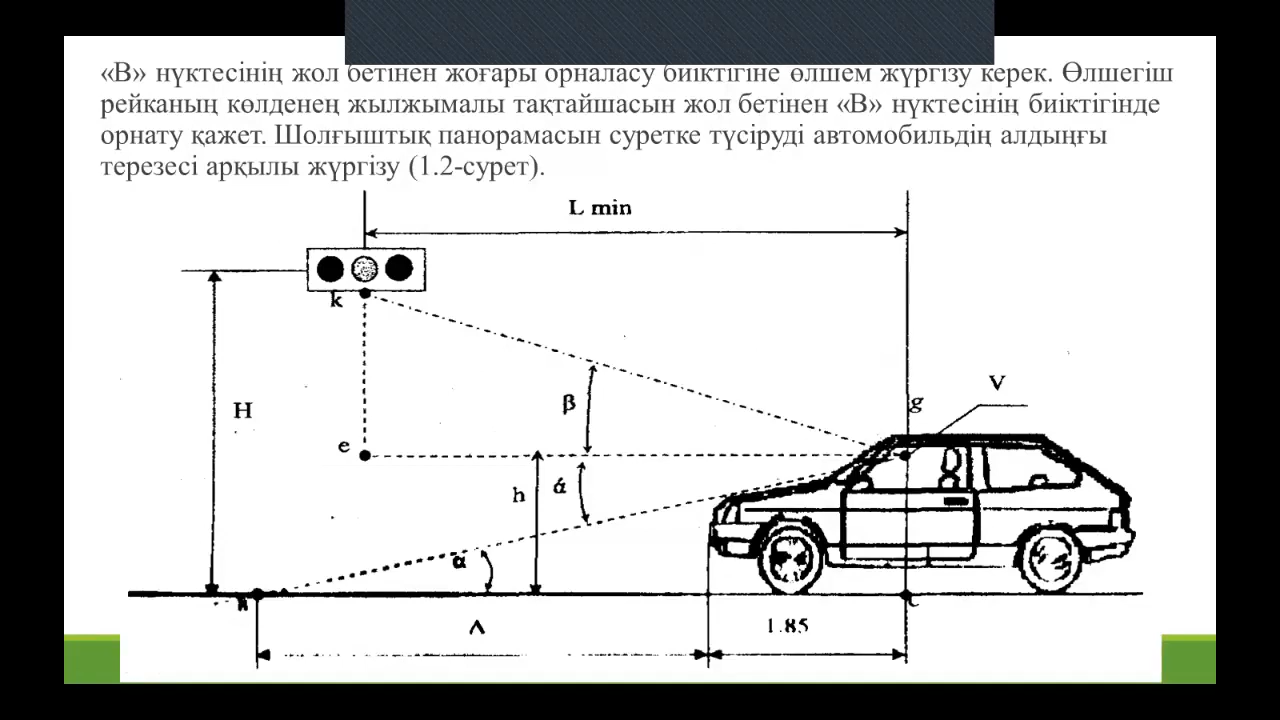 «В» нүктесінің жол бетінен жоғары орналасу биіктігіне өлшем жүргізу керек. Өлшегіш
рейканың көлденең жылжымалы тақтайшасын жол бетінен «В» нүктесінің биіктігінде
орнату қажет. Шолғыштық панорамасын суретке түсіруді автомобильдің алдыңғы
терезесі арқылы жүргізу (1.2-сурет).
L min
k
V
g
β
H
e
h
ά
α
1.85